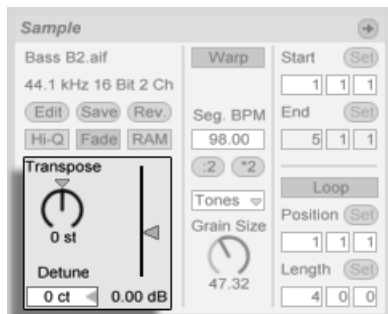 Sample
Bass B2.aif
44.1 kHz 16 Bit 2 Ch
Edit Save Rev.
Hi-Q Fade RAM
Transpose
0 st
Detune
0 ct 0.00 dB
Warp
Seg. BPM
98.00
:2 *2
Tones
Grain Size
47.32
Start Set
1 1 1
End Set
5 1 1
Loop
Position Set
1 1 1
Length Set
4 0 0